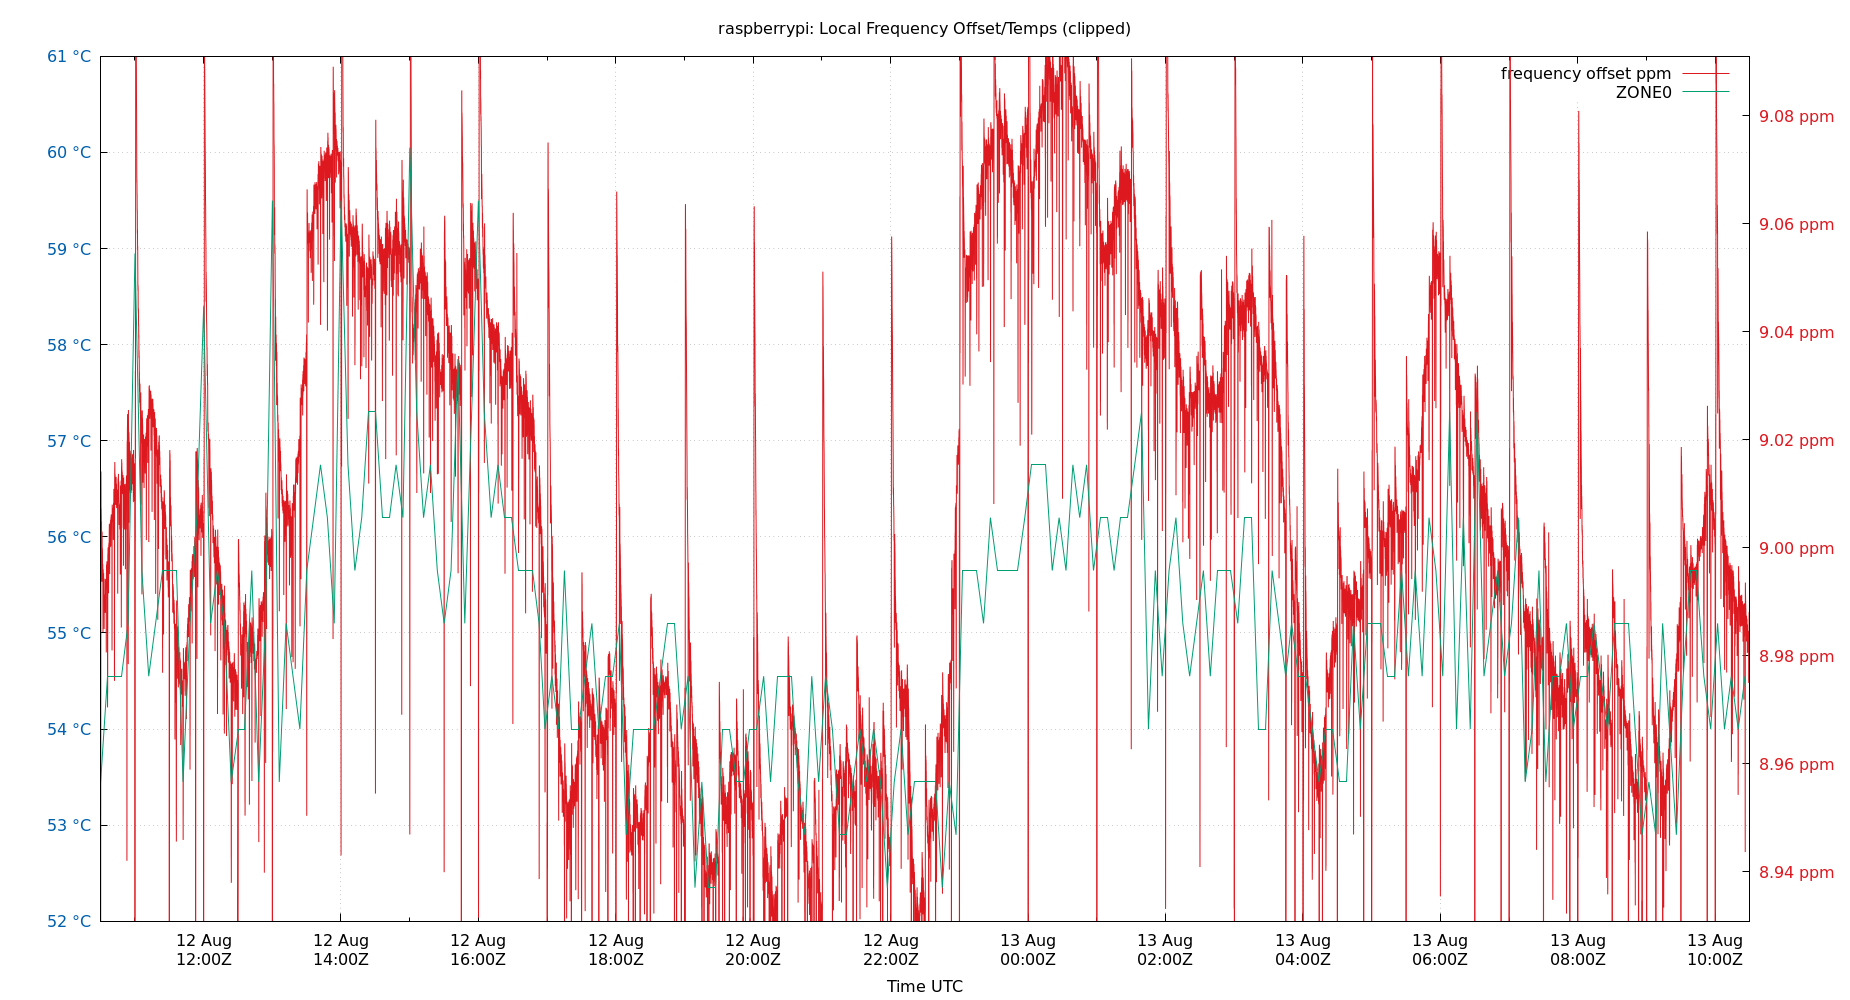 raspberrypi: Local Frequency Offset/Temps (clipped)
61 °C
60 °C
59 °C
58 °C
57 °C
56 °C
55 °C
54 °C
53 °C
52 °C
frequency offset ppm
ZONE0
9.08 ppm
9.06 ppm
9.04 ppm
9.02 ppm
9.00 ppm
8.98 ppm
8.96 ppm
8.94 ppm
12 Aug
12:00Z
12 Aug
14:00Z
12 Aug
16:00Z
12 Aug
18:00Z
12 Aug
20:00Z
12 Aug
22:00Z
13 Aug
00:00Z
13 Aug
02:00Z
13 Aug
04:00Z
13 Aug
06:00Z
13 Aug
08:00Z
13 Aug
10:00Z
Time UTC